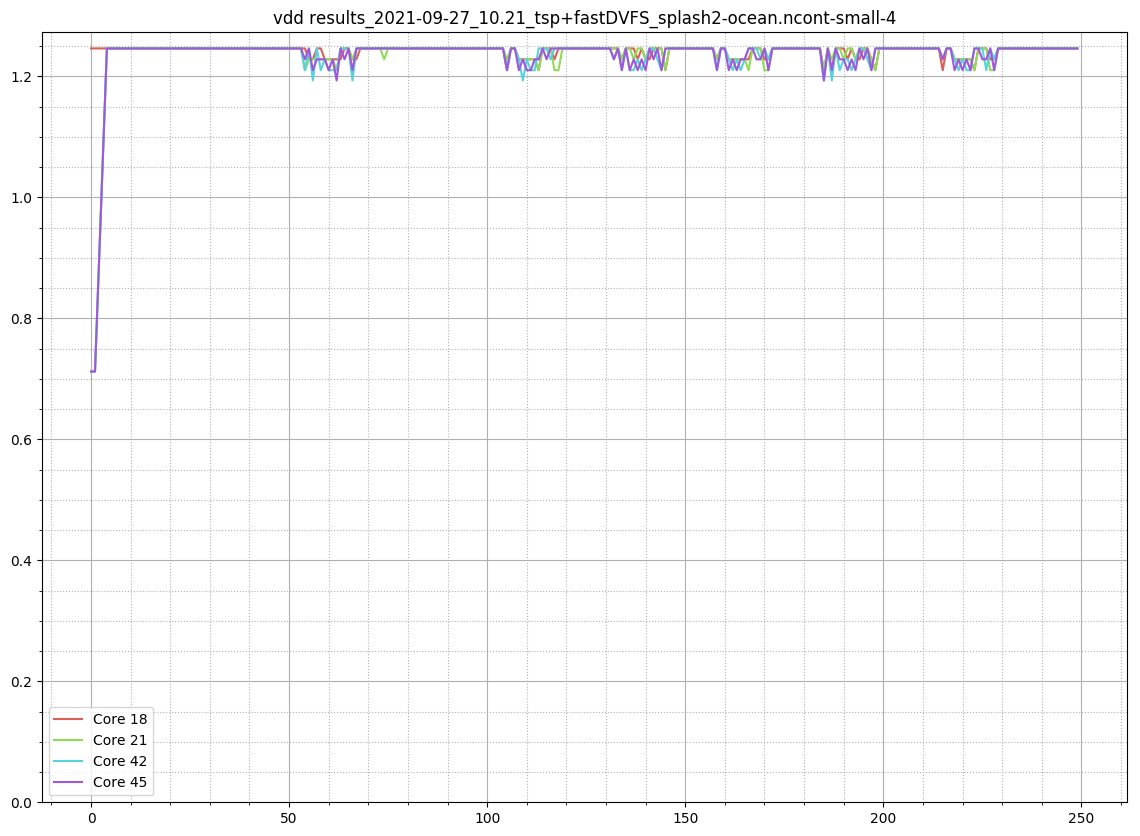 vdd results_2021-09-27_10.21_tsp+fastDVFS_splash2-ocean.ncont-small-4
1.2
1.0
0.8
0.6
0.4
0.2
0.0
Core 18
Core 21
Core 42
Core 45
0 50 100 150 200 250